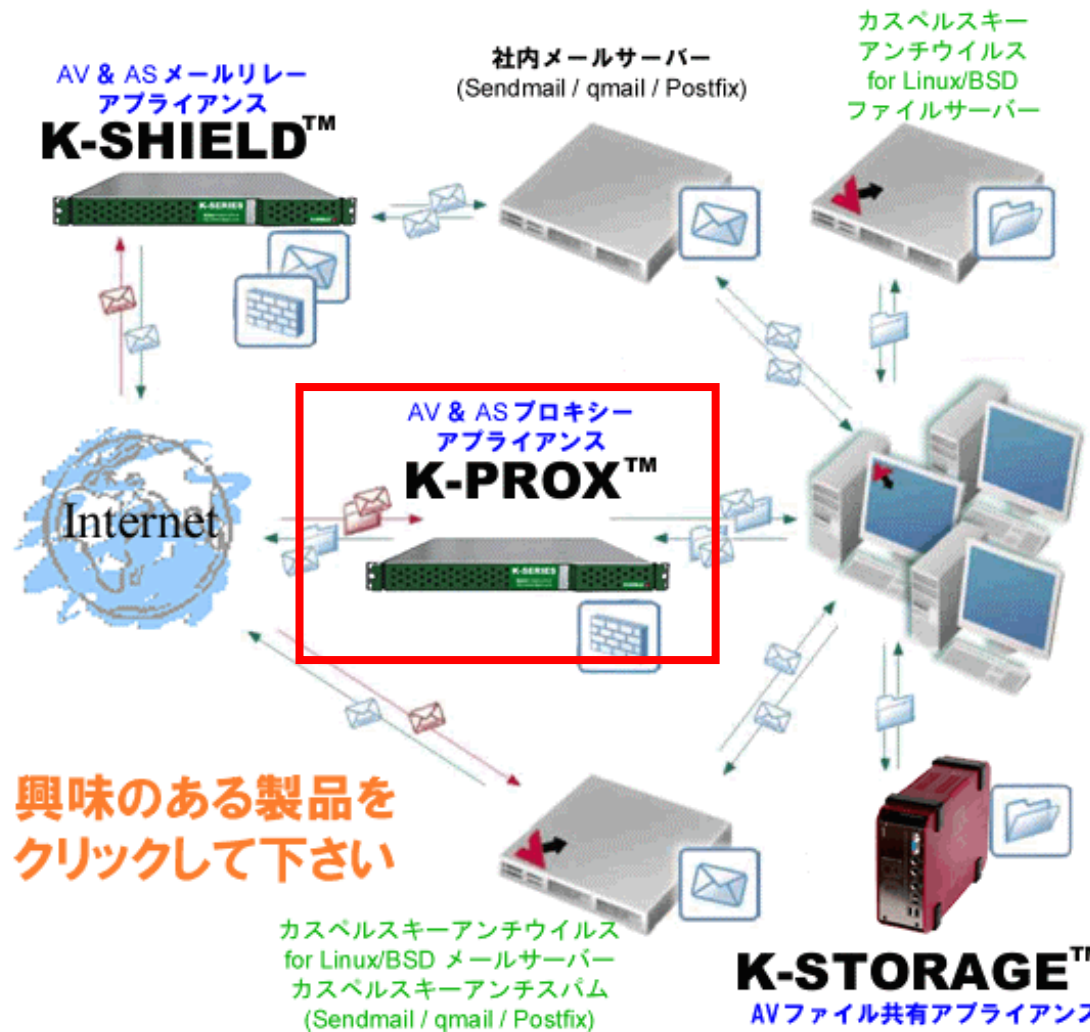 AV & AS メールリレー
アプライアンス
K-SHIELD™
K-SERIES
社内メールサーバー
(Sendmail / qmail / Postfix)
カスペルスキー
アンチウイルス
for Linux/BSD
ファイルサーバー
AV & AS プロキシー
アプライアンス
K-PROX™
K-SERIES
Internet
興味のある製品を
クリックして下さい
カスペルスキーアンチウイルス
for Linux/BSD メールサーバー
カスペルスキーアンチスパム
(Sendmail / qmail / Postfix)
K-STORAGE™
AVファイル共有アプライアンス